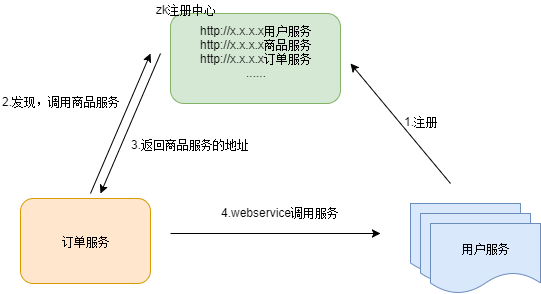 zk注册中心
http://x.x.x.x用户服务
http://x.x.x.x商品服务
http://x.x.x.x订单服务
......
2.发现，调用商品服务
1.注册
3.返回商品服务的地址
4.webservice调用服务
订单服务
用户服务